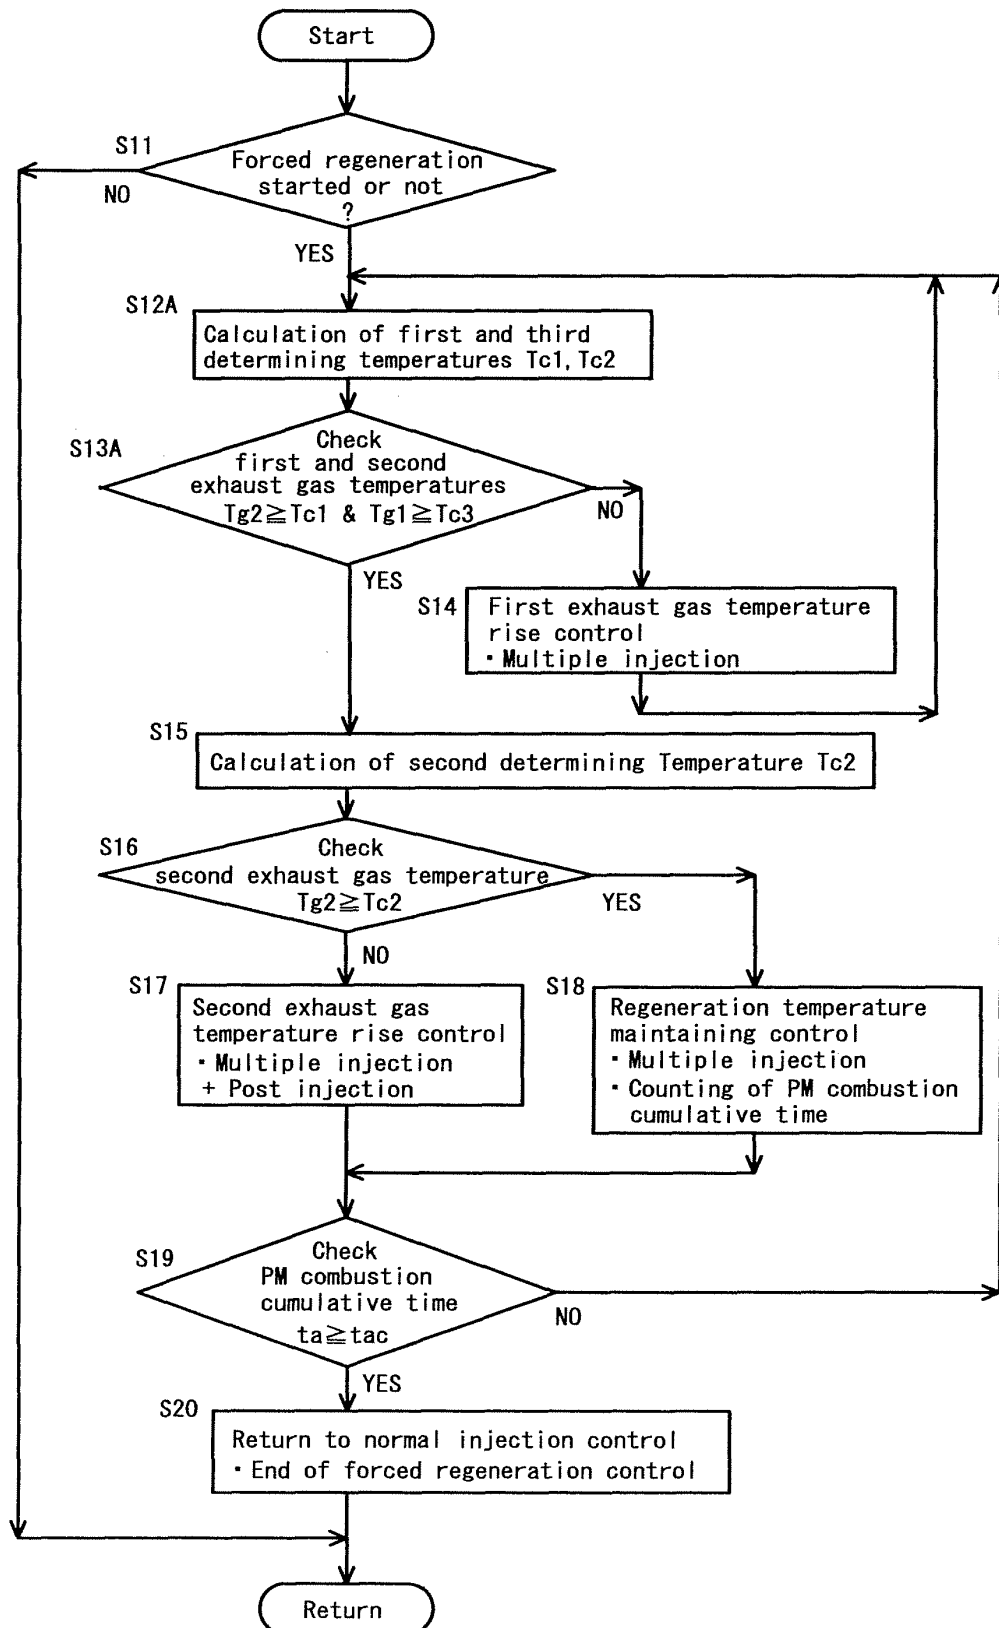 Start
S11
Forced regeneration
started or not
?
NO
YES
S12A
Calculation of first and third
determining temperatures Tc1, Tc2
S13A
Check
first and second
exhaust gas temperatures
Tg2≧Tc1 & Tg1≧Tc3
NO
YES
S14
First exhaust gas temperature
rise control
・Multiple injection
S15
Calculation of second determining Temperature Tc2
S16
Check
second exhaust gas temperature
Tg2≧Tc2
YES
NO
S17
Second exhaust gas
temperature rise control
・Multiple injection
+ Post injection
S18
Regeneration temperature
maintaining control
・Multiple injection
・Counting of PM combustion
cumulative time
S19
Check
PM combustion
cumulative time
ta≧tac
NO
YES
S20
Return to normal injection control
・End of forced regeneration control
Return